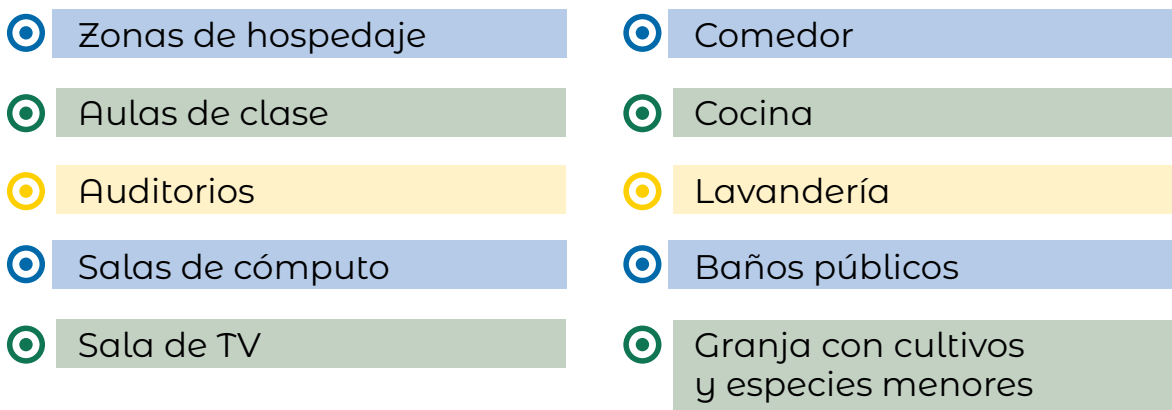 Zonas de hospedaje
Aulas de clase
Auditorios
Salas de cómputo
Sala de TV
Comedor
Cocina
Lavandería
Baños públicos
Granja con cultivos
y especies menores